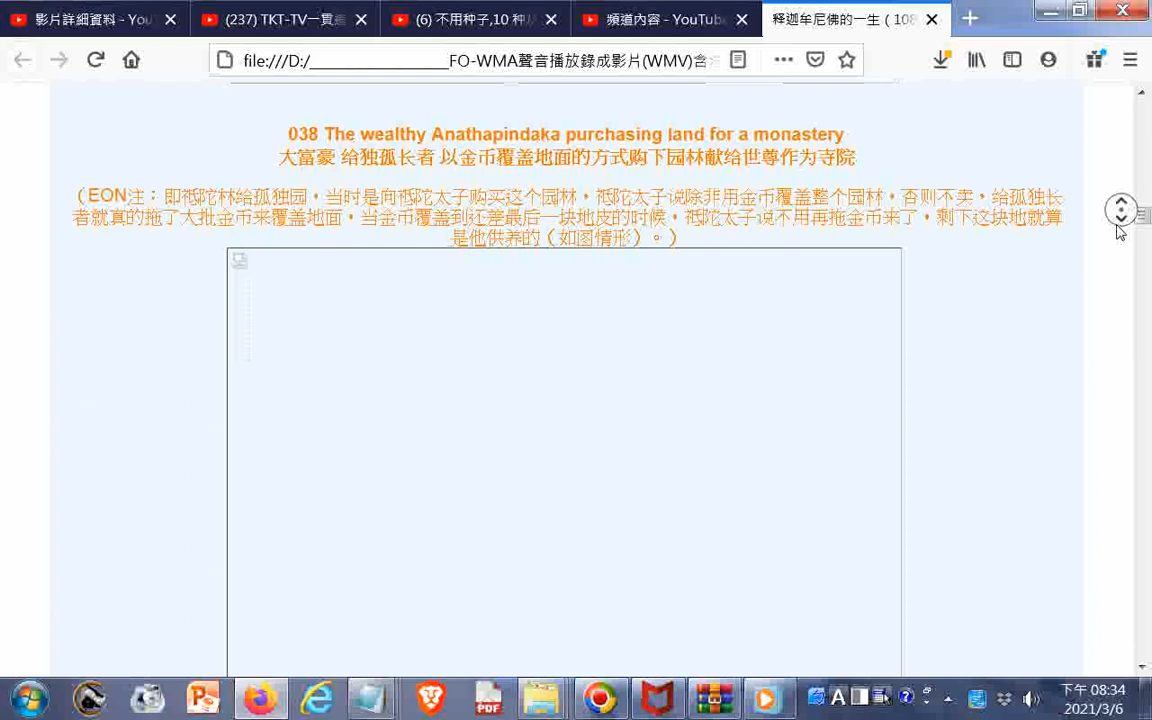 影片詳細資料 - You
(237) TKT-TV一貫
(6) 不用种子,10 种
頻道內容 - YouTube
释迦牟尼佛的一生（108
file:///D:/_________________FO-WMA聲音播放錄成影片(WMV)含
038 The wealthy Anathapindaka purchasing land for a monastery
大富豪 给独孤长者 以金币覆盖地面的方式购下园林献给世尊作为寺院
（EON注：即祗陀林给孤独园，当时是向祗陀太子购买这个园林，祗陀太子说除非用金币覆盖整个园林，否则不卖，给孤独长
者就真的拖了大批金币来覆盖地面，当金币覆盖到还差最后一块地皮的时候，祗陀太子说不用再拖金币来了，剩下这块地就算
是他供养的（如图情形）。）
PDF
A
下午 08:34
2021/3/6